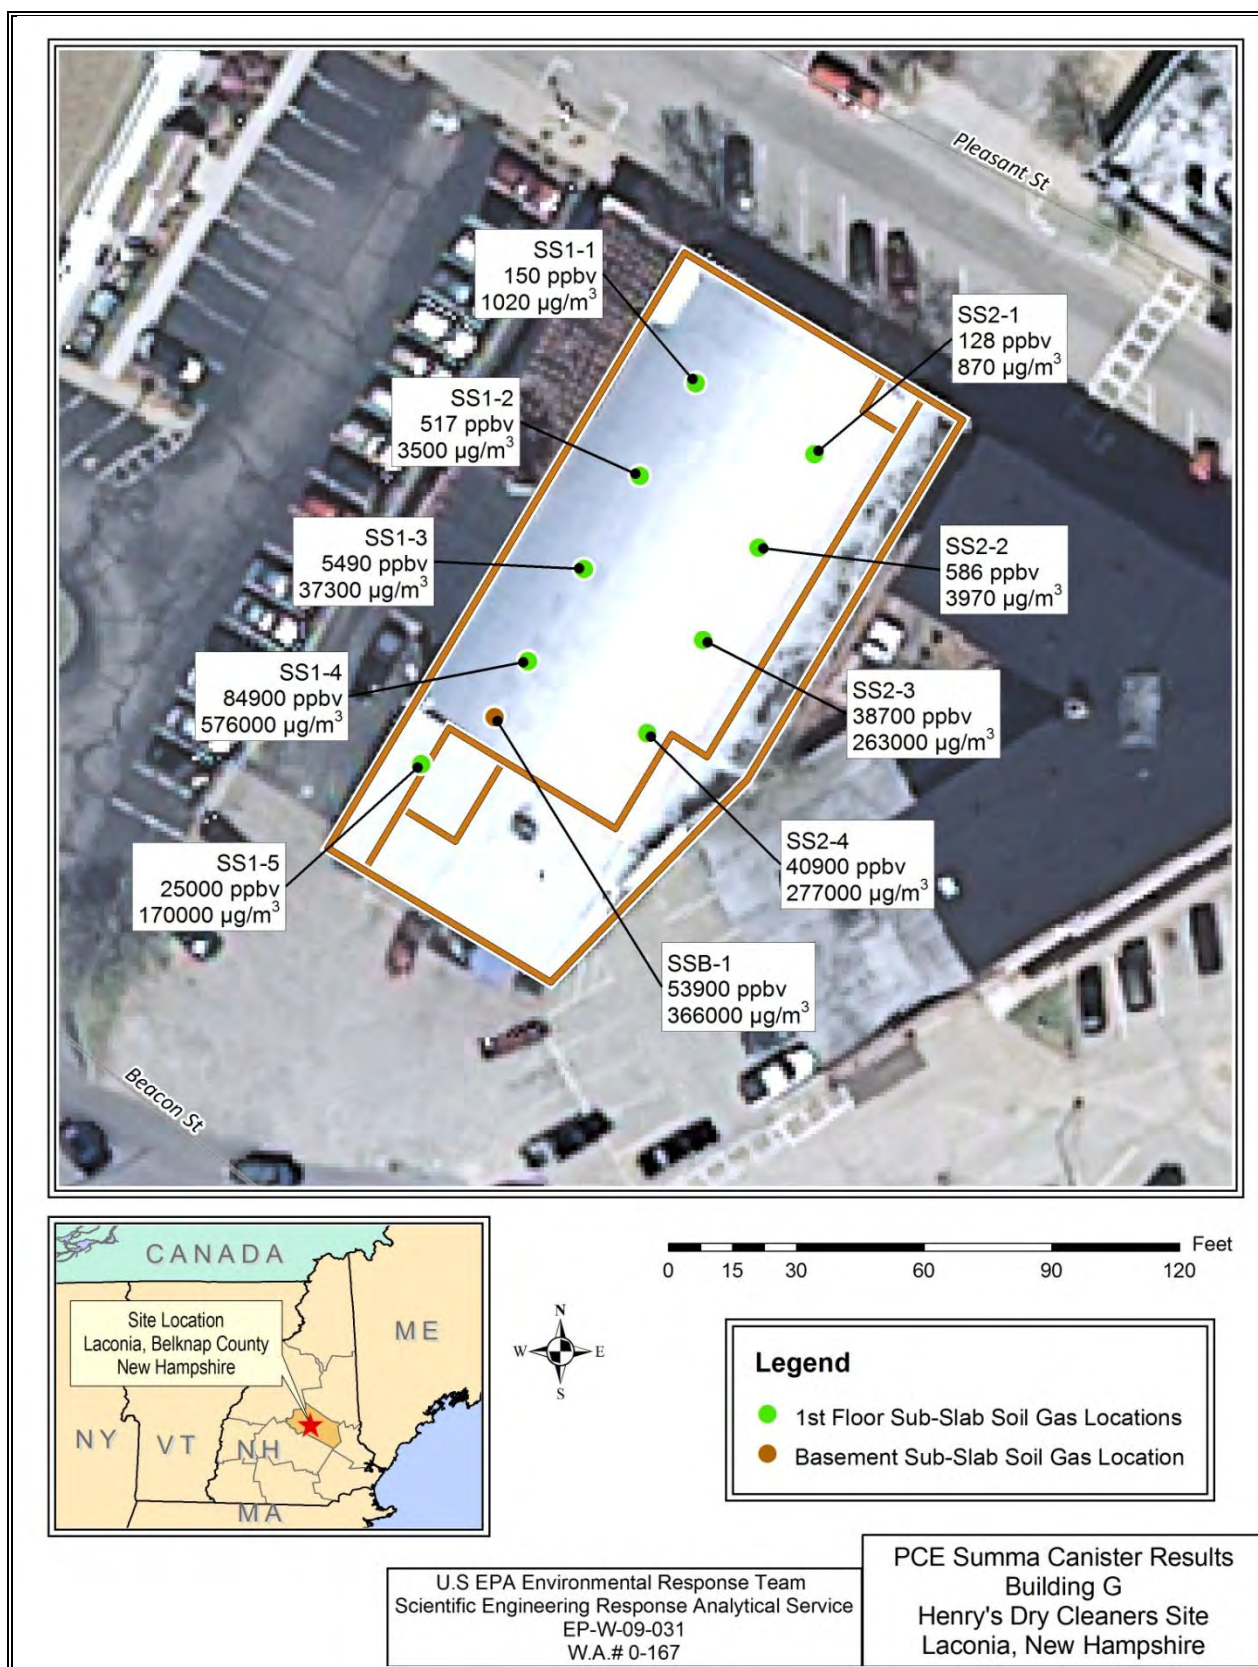 Pleasant St
SS1-1
150 ppbv
1020 µg/m³
SS2-1
128 ppbv
870 µg/m³
SS1-2
517 ppbv
3500 µg/m³
SS1-3
5490 ppbv
37300 µg/m³
SS2-2
586 ppbv
3970 µg/m³
SS1-4
84900 ppbv
576000 µg/m³
SS2-3
38700 ppbv
263000 µg/m³
SS1-5
25000 ppbv
170000 µg/m³
SS2-4
40900 ppbv
277000 µg/m³
SSB-1
53900 ppbv
366000 µg/m³
Beacon St
CANADA
Site Location
Laconia, Belknap County
New Hampshire
ME
NY
VT
NH
MA
N
W
E
S
Feet
0 15 30 60 90 120
Legend
1st Floor Sub-Slab Soil Gas Locations
Basement Sub-Slab Soil Gas Location
U.S EPA Environmental Response Team
Scientific Engineering Response Analytical Service
EP-W-09-031
W.A.# 0-167
PCE Summa Canister Results
Building G
Henry's Dry Cleaners Site
Laconia, New Hampshire